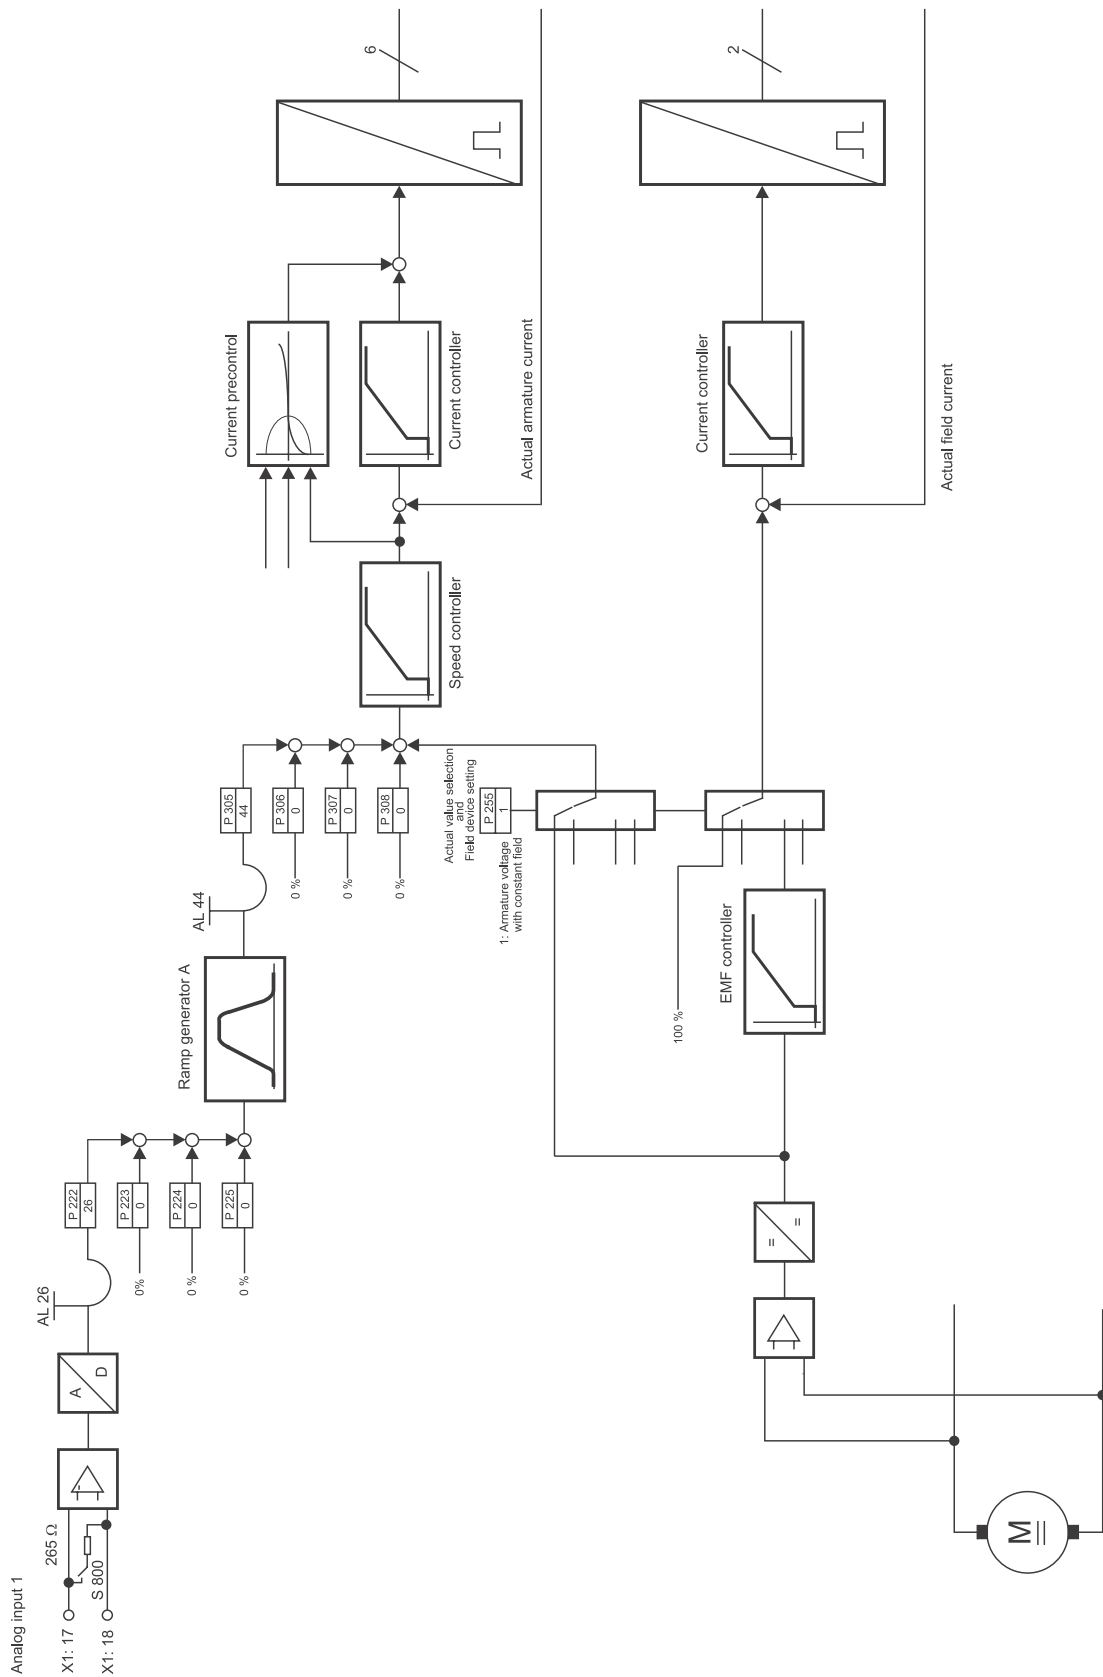 Analog input 1
X1: 17
X1: 18
265 Ω
S 800
A
D
AL 26
P 222
26
P 223
0
P 224
0
P 225
0
0%
0 %
0 %
Ramp generator A
AL 44
P 305
44
P 306
0
P 307
0
P 308
0
0 %
0 %
0 %
Speed controller
Current precontrol
Current controller
Actual armature current
6
Actual value selection
and
Field device setting
P 255
1
1: Armature voltage
with constant field
100 %
EMF controller
=
=
M
Current controller
Actual field current
2